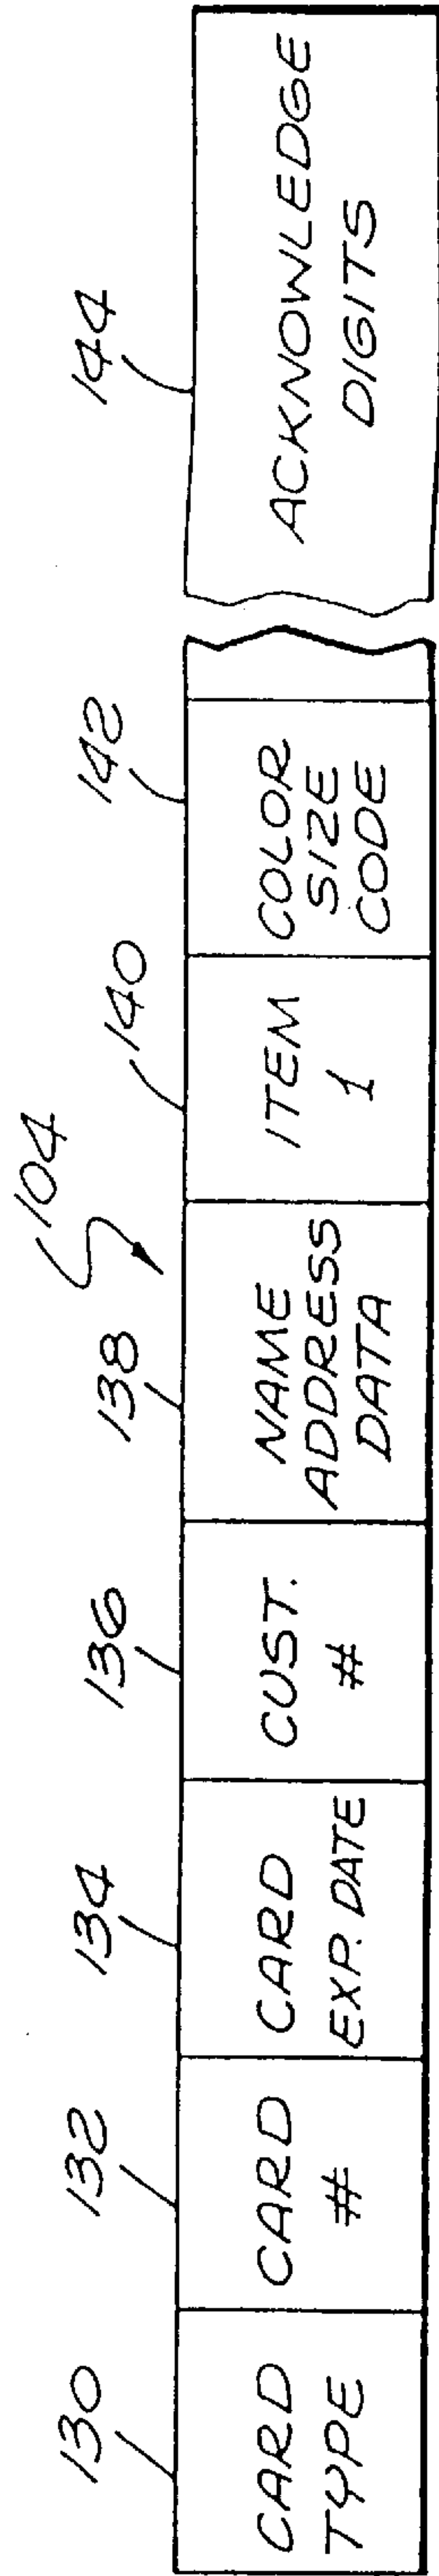 104
130 132 134 136 138 140 142 144
CARD TYPE
CARD #
CARD EXP. DATE
CUST. #
NAME ADDRESS DATA
ITEM 1
COLOR SIZE CODE
ACKNOWLEDGE DIGITS